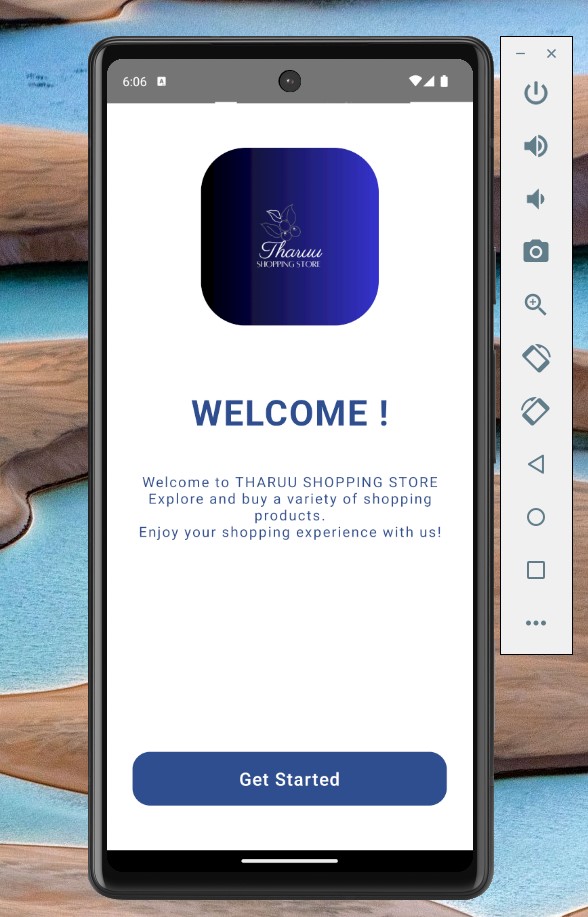 6:06 A
Tharuu
SHOPPING STORE
WELCOME !
Welcome to THARUU SHOPPING STORE
Explore and buy a variety of shopping
products.
Enjoy your shopping experience with us!
Get Started